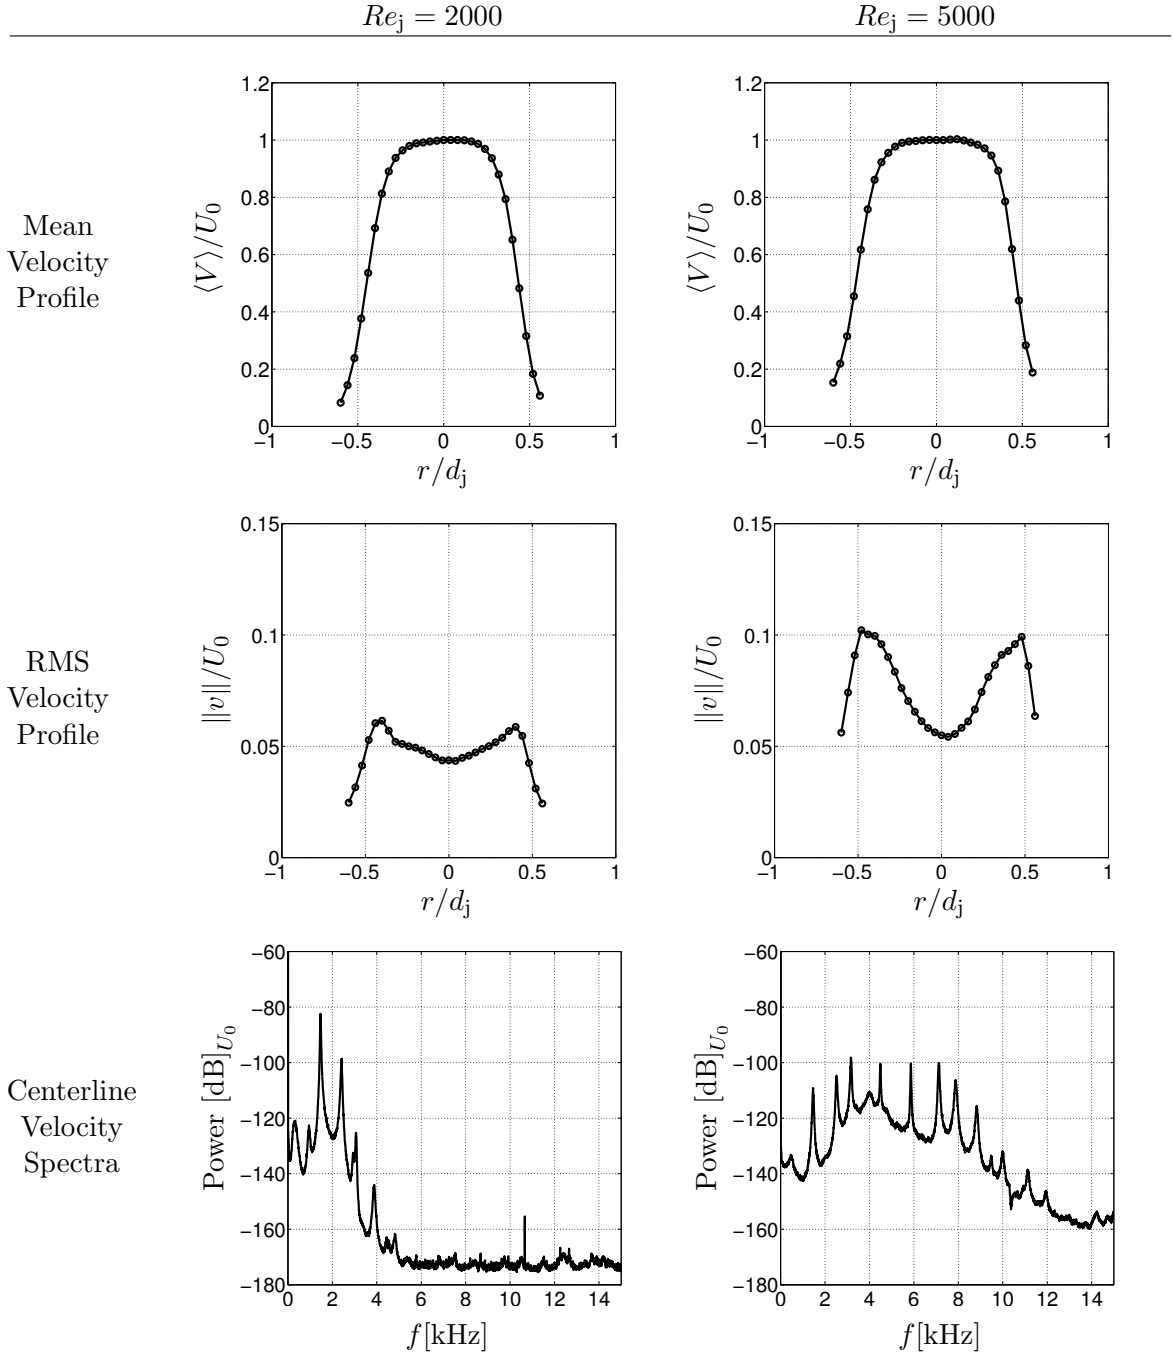 Re_j = 2000 Re_j = 5000
Mean
Velocity
Profile
1.2
1
0.8
0.6
0.4
0.2
0
−1 −0.5 0 0.5 1
⟨V⟩/U_0
r/d_j
1.2
1
0.8
0.6
0.4
0.2
0
−1 −0.5 0 0.5 1
⟨V⟩/U_0
r/d_j
RMS
Velocity
Profile
0.15
0.1
0.05
0
−1 −0.5 0 0.5 1
||v||/U_0
r/d_j
0.15
0.1
0.05
0
−1 −0.5 0 0.5 1
||v||/U_0
r/d_j
Centerline
Velocity
Spectra
−60
−80
−100
−120
−140
−160
−180
0 2 4 6 8 10 12 14
Power [dB]_{U_0}
f[kHz]
−60
−80
−100
−120
−140
−160
−180
0 2 4 6 8 10 12 14
Power [dB]_{U_0}
f[kHz]